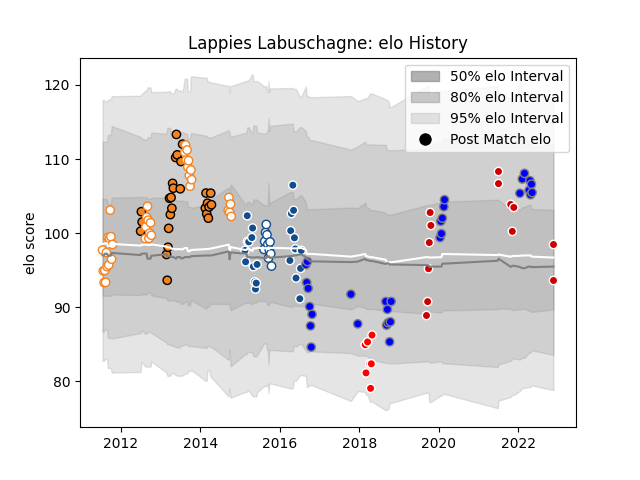 Lappies Labuschagne: elo History
50% elo Interval
80% elo Interval
95% elo Interval
Post Match elo
elo score
120
110
100
90
80
2012 2014 2016 2018 2020 2022